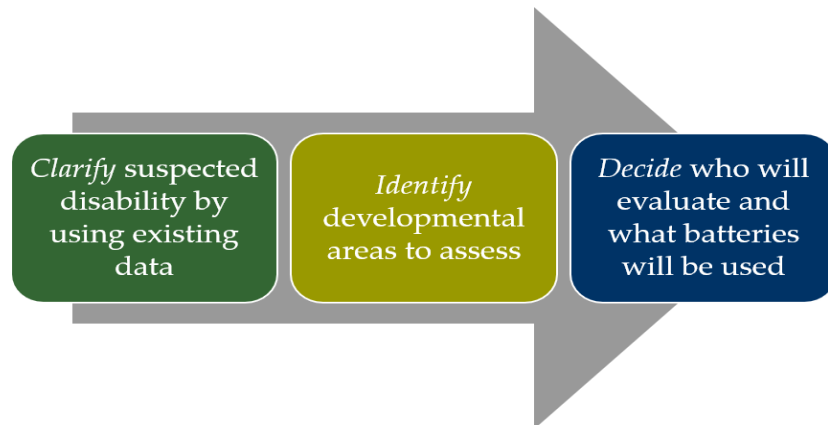 Clarify suspected
disability by
using existing
data
Identify
developmental
areas to assess
Decide who will
evaluate and
what batteries
will be used